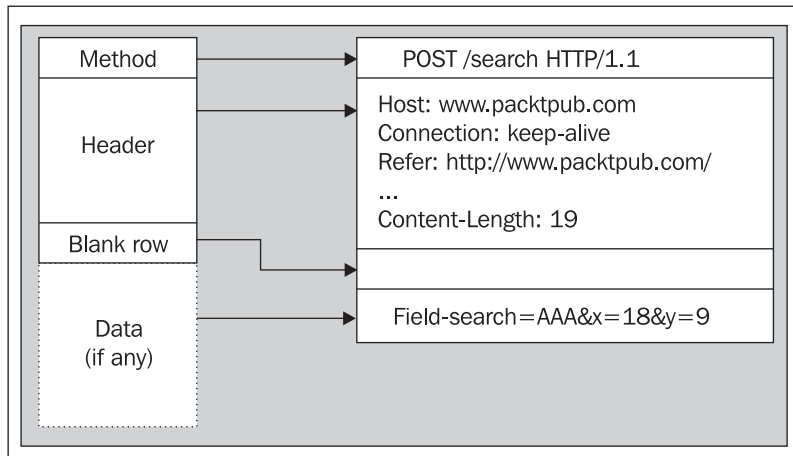 Method
POST /search HTTP/1.1
Header
Host: www.packtpub.com
Connection: keep-alive
Refer: http://www.packtpub.com/
...
Content-Length: 19
Blank row
Data
(if any)
Field-search=AAA&x=18&y=9